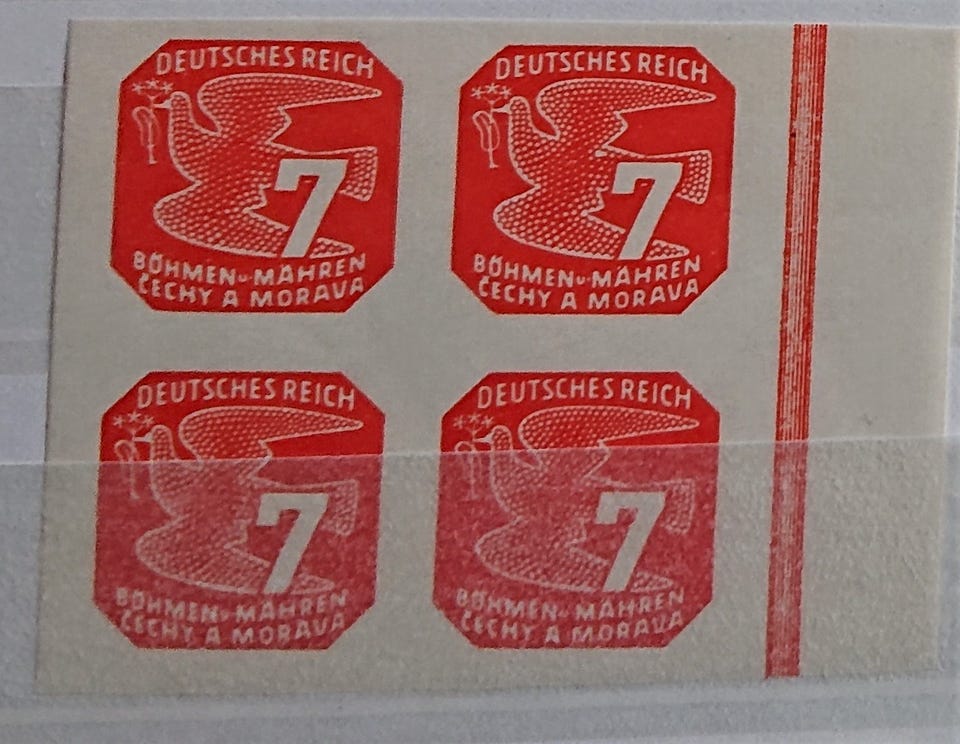 DEUTSCHES REICH
7
BÖHMEN u. MÄHREN
ČECHY A MORAVA
DEUTSCHES REICH
7
BÖHMEN u. MÄHREN
ČECHY A MORAVA
DEUTSCHES REICH
7
BÖHMEN u. MÄHREN
ČECHY A MORAVA
DEUTSCHES REICH
7
BÖHMEN u. MÄHREN
ČECHY A MORAVA